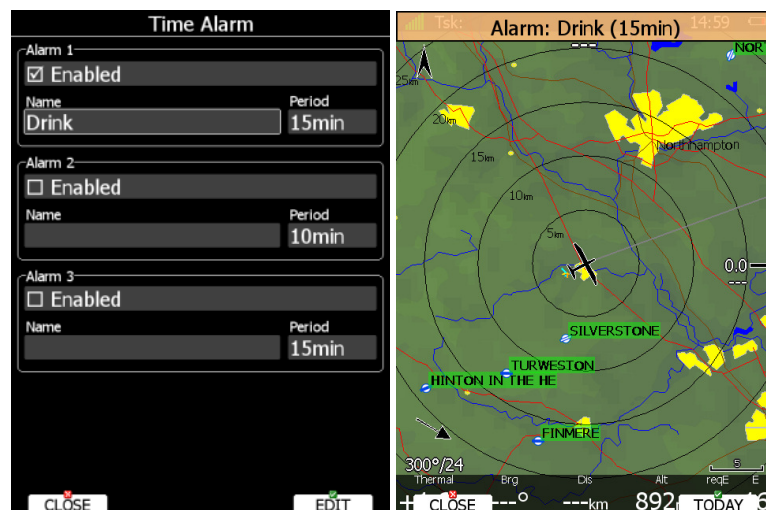 Time Alarm
Alarm 1
Enabled
Name Period
Drink 15min
Alarm 2
Enabled
Name Period
10min
Alarm 3
Enabled
Name Period
15min
CLOSE EDIT
Tsk: Alarm: Drink (15min) 14:59
---
NOR
25km
20km
Northhampton
15km
10km
5km
0.0
---
SILVERSTONE
TURWESTON
HINTON IN THE HE
FINMERE
300°/24 5
Thermal Brg Dis Alt reqE E
CLOSE ---° ---km 892 TODAY